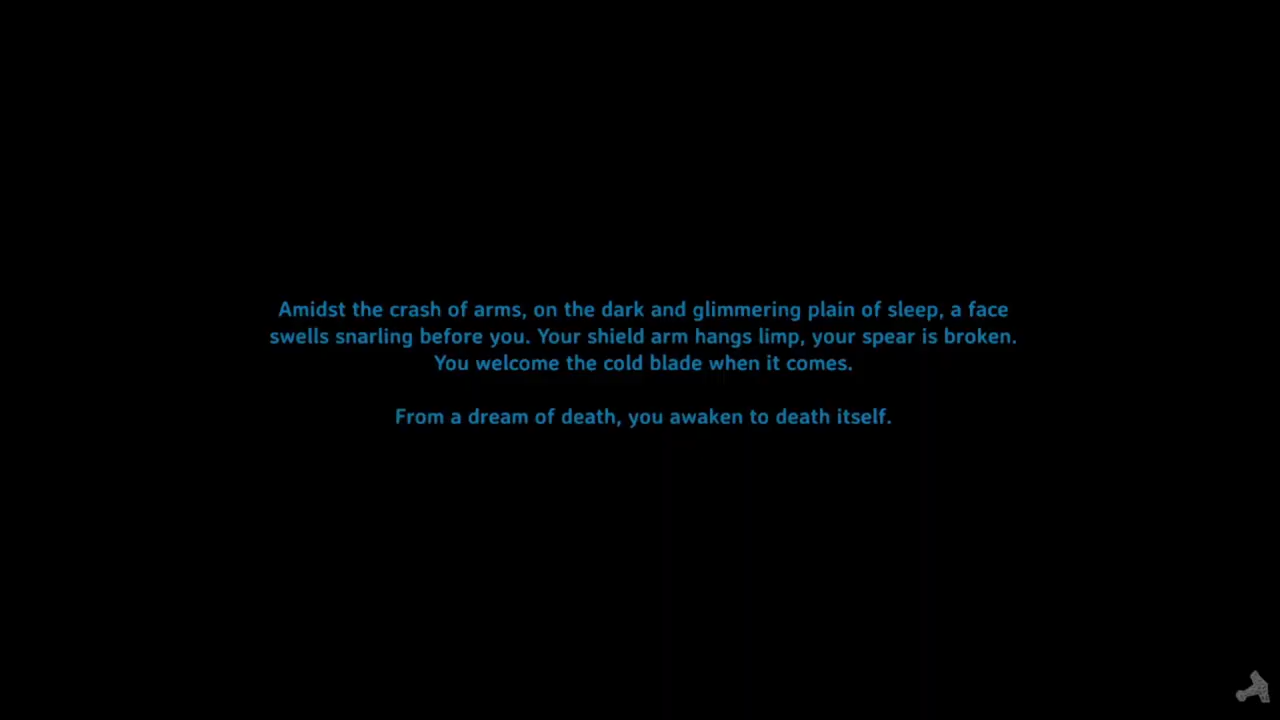 Amidst the crash of arms, on the dark and glimmering plain of sleep, a face
swells snarling before you. Your shield arm hangs limp, your spear is broken.
You welcome the cold blade when it comes.
From a dream of death, you awaken to death itself.